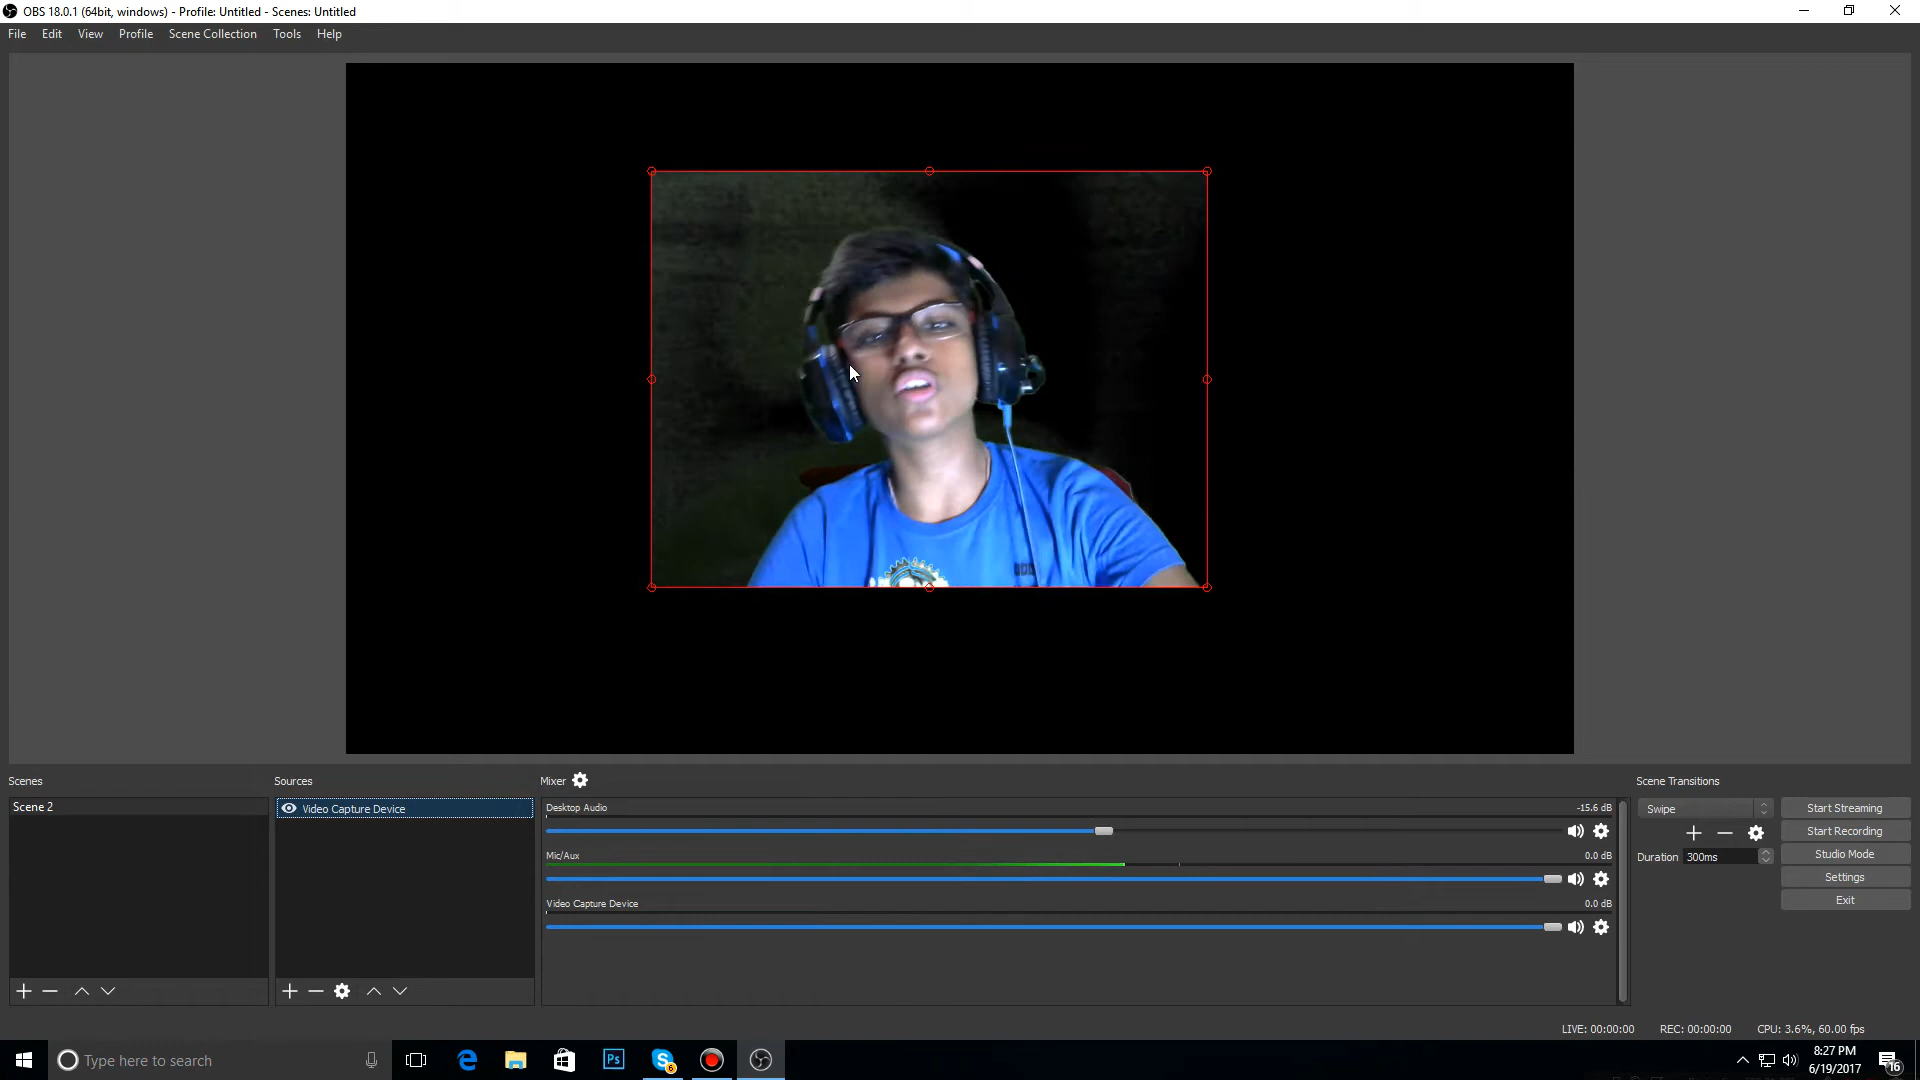 OBS 18.0.1 (64bit, windows) - Profile: Untitled - Scenes: Untitled
File Edit View Profile Scene Collection Tools Help
Scenes
Scene 2
Sources
Video Capture Device
Mixer
Desktop Audio -15.6 dB
Mic/Aux 0.0 dB
Video Capture Device 0.0 dB
Scene Transitions
Swipe
Duration 300ms
Start Streaming
Start Recording
Studio Mode
Settings
Exit
LIVE: 00:00:00 REC: 00:00:00 CPU: 3.6%, 60.00 fps
Type here to search
Ps
S
6
8:27 PM
6/19/2017
16